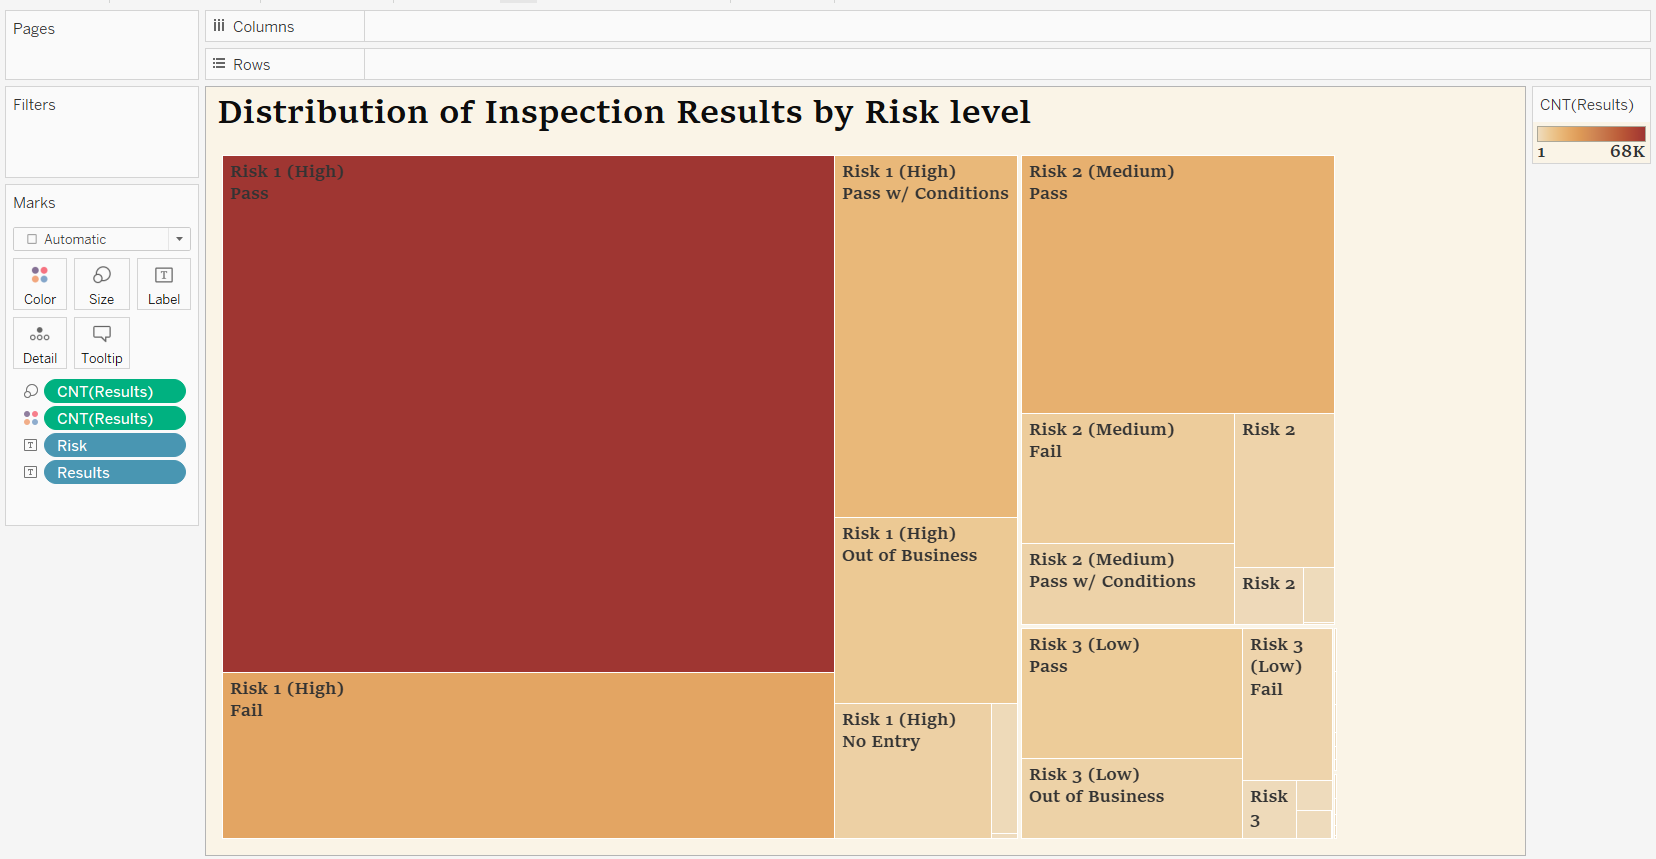 Pages
Columns
Rows
Filters
Marks
Automatic
Color
Size
Label
Detail
Tooltip
CNT(Results)
CNT(Results)
Risk
Results
Distribution of Inspection Results by Risk level
Risk 1 (High)
Pass
Risk 1 (High)
Fail
Risk 1 (High)
Pass w/ Conditions
Risk 1 (High)
Out of Business
Risk 1 (High)
No Entry
Risk 2 (Medium)
Pass
Risk 2 (Medium)
Fail
Risk 2
Risk 2 (Medium)
Pass w/ Conditions
Risk 2
Risk 3 (Low)
Pass
Risk 3
(Low)
Fail
Risk 3 (Low)
Out of Business
Risk
3
CNT(Results)
1 68K